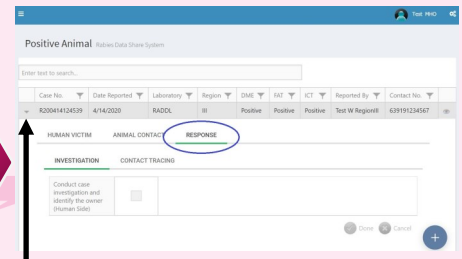 Test MHO
Positive Animal Rabies Data Share System
Enter text to search...
Case No. Date Reported Laboratory Region DME FAT ICT Reported By Contact No.
R200414124539 4/14/2020 RADDL III Positive Positive Positive Test W RegionIII 639191234567
HUMAN VICTIM ANIMAL CONTACT RESPONSE
INVESTIGATION CONTACT TRACING
Conduct case
investigation and
identify the owner
(Human Side)
Done Cancel